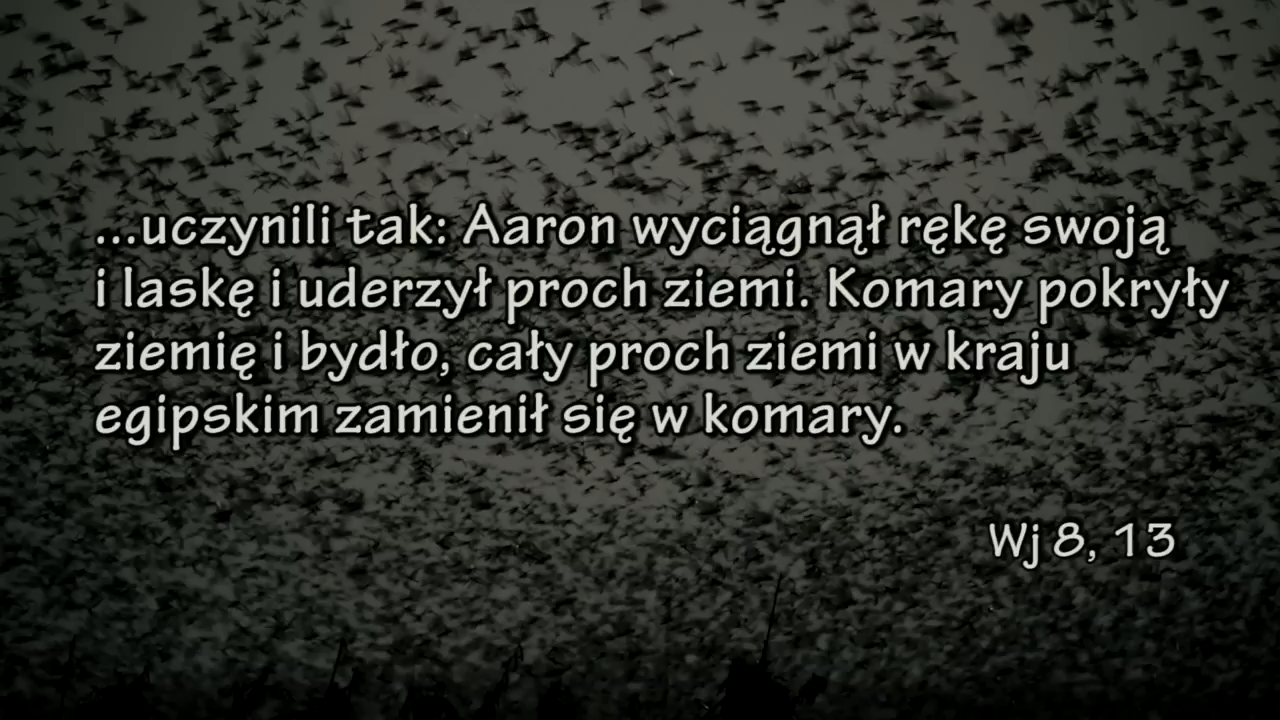 ...uczynili tak: Aaron wyciągnął rękę swoją
i laskę i uderzył proch ziemi. Komary pokryły
ziemię i bydło, cały proch ziemi w kraju
egipskim zamienił się w komary.
Wj 8, 13